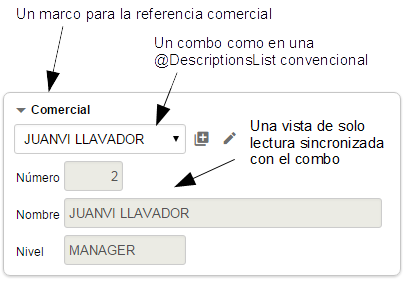 Un marco para la referencia comercial
Un combo como en una
@DescriptionsList convencional
Comercial
JUANVI LLAVADOR
Una vista de solo
lectura sincronizada
con el combo
Número 2
Nombre JUANVI LLAVADOR
Nivel MANAGER